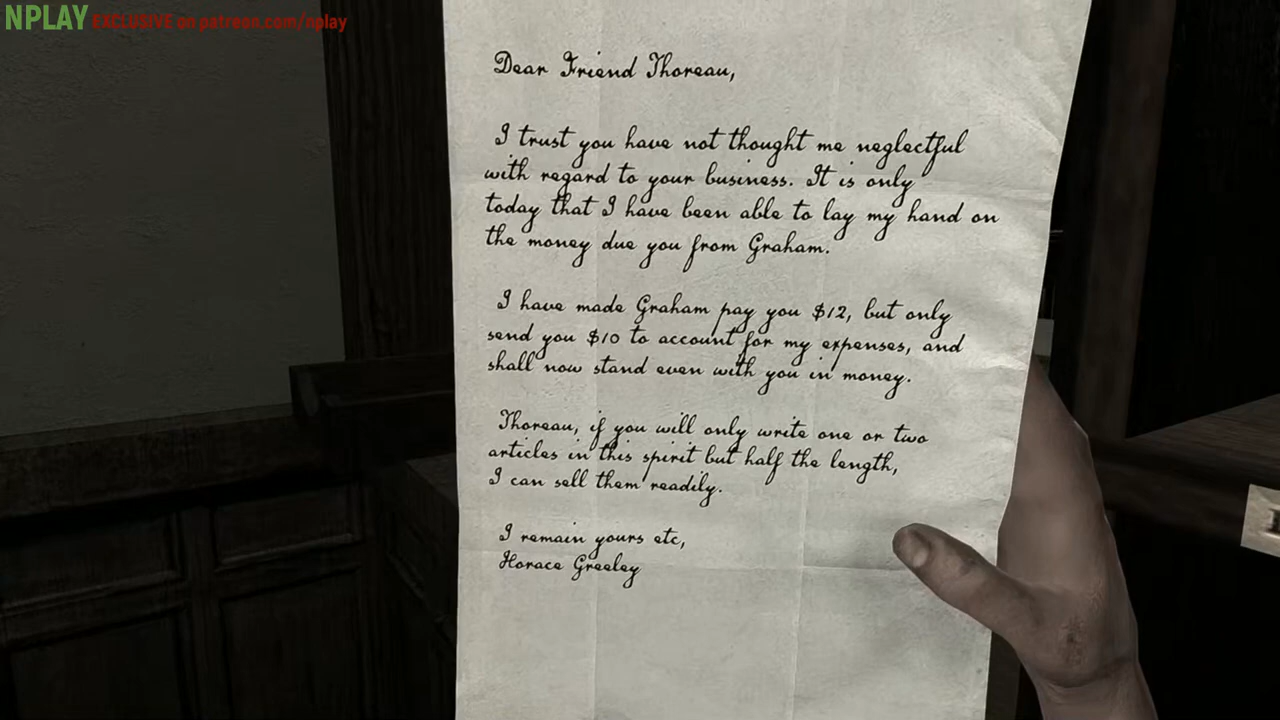 NPLAY EXCLUSIVE on patreon.com/nplay
Dear Friend Thoreau,
I trust you have not thought me neglectful
with regard to your business. It is only
today that I have been able to lay my hand on
the money due you from Graham.
I have made Graham pay you $12, but only
send you $10 to account for my expenses, and
shall now stand even with you in money.
Thoreau, if you will only write one or two
articles in this spirit but half the length,
I can sell them readily.
I remain yours etc,
Horace Greeley